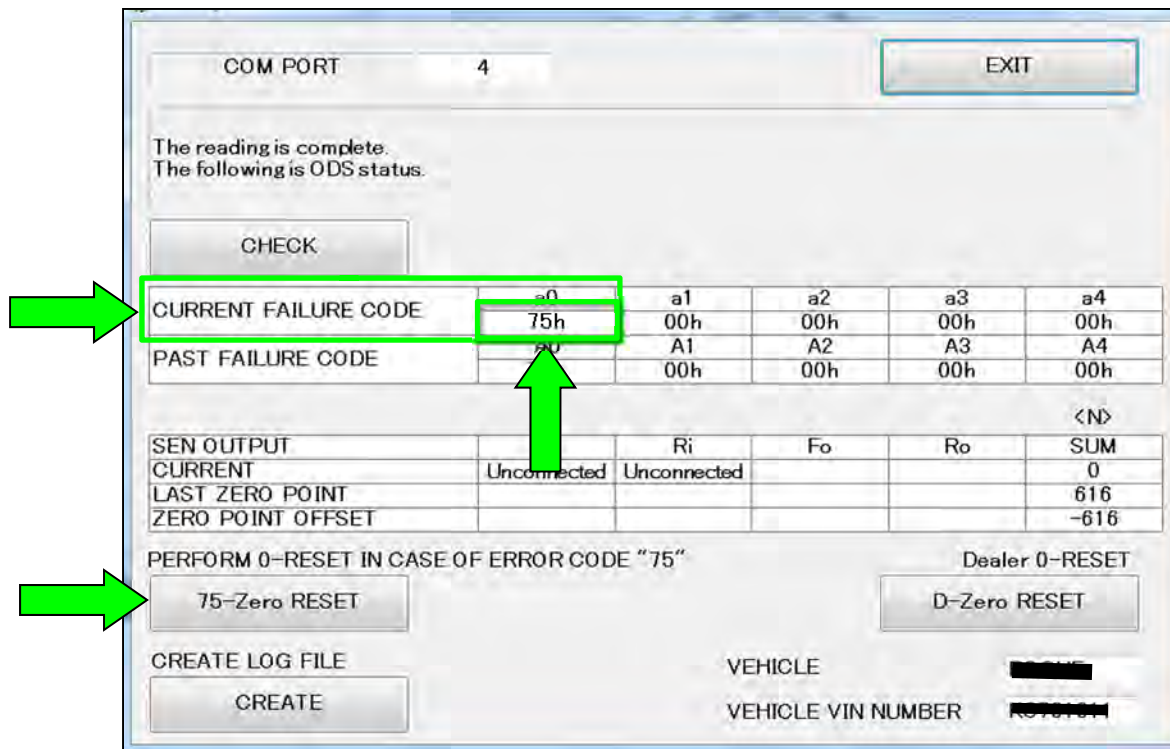 COM PORT 4 EXIT
The reading is complete.
The following is ODS status.
CHECK
CURRENT FAILURE CODE a0 a1 a2 a3 a4
75h 00h 00h 00h 00h
PAST FAILURE CODE A0 A1 A2 A3 A4
00h 00h 00h 00h
<N>
SEN OUTPUT Ri Fo Ro SUM
CURRENT Unconnected Unconnected 0
LAST ZERO POINT 616
ZERO POINT OFFSET -616
PERFORM 0-RESET IN CASE OF ERROR CODE "75" Dealer 0-RESET
75-Zero RESET D-Zero RESET
CREATE LOG FILE VEHICLE
CREATE VEHICLE VIN NUMBER